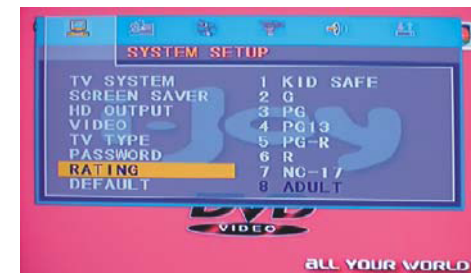 SYSTEM SETUP
TV SYSTEM
SCREEN SAVER
HD OUTPUT
VIDEO
TV TYPE
PASSWORD
RATING
DEFAULT
1 KID SAFE
2 G
3 PG
4 PG13
5 PG-R
6 R
7 NC-17
8 ADULT
Joy
DVD
VIDEO
aLL YOUR WORLD